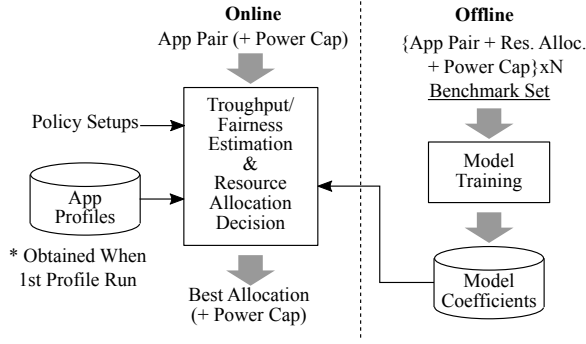 Online
App Pair (+ Power Cap)
Policy Setups
App
Profiles
* Obtained When
1st Profile Run
Troughput/
Fairness
Estimation
&
Resource
Allocation
Decision
Best Allocation
(+ Power Cap)
Offline
{App Pair + Res. Alloc.
+ Power Cap}xN
Benchmark Set
Model
Training
Model
Coefficients